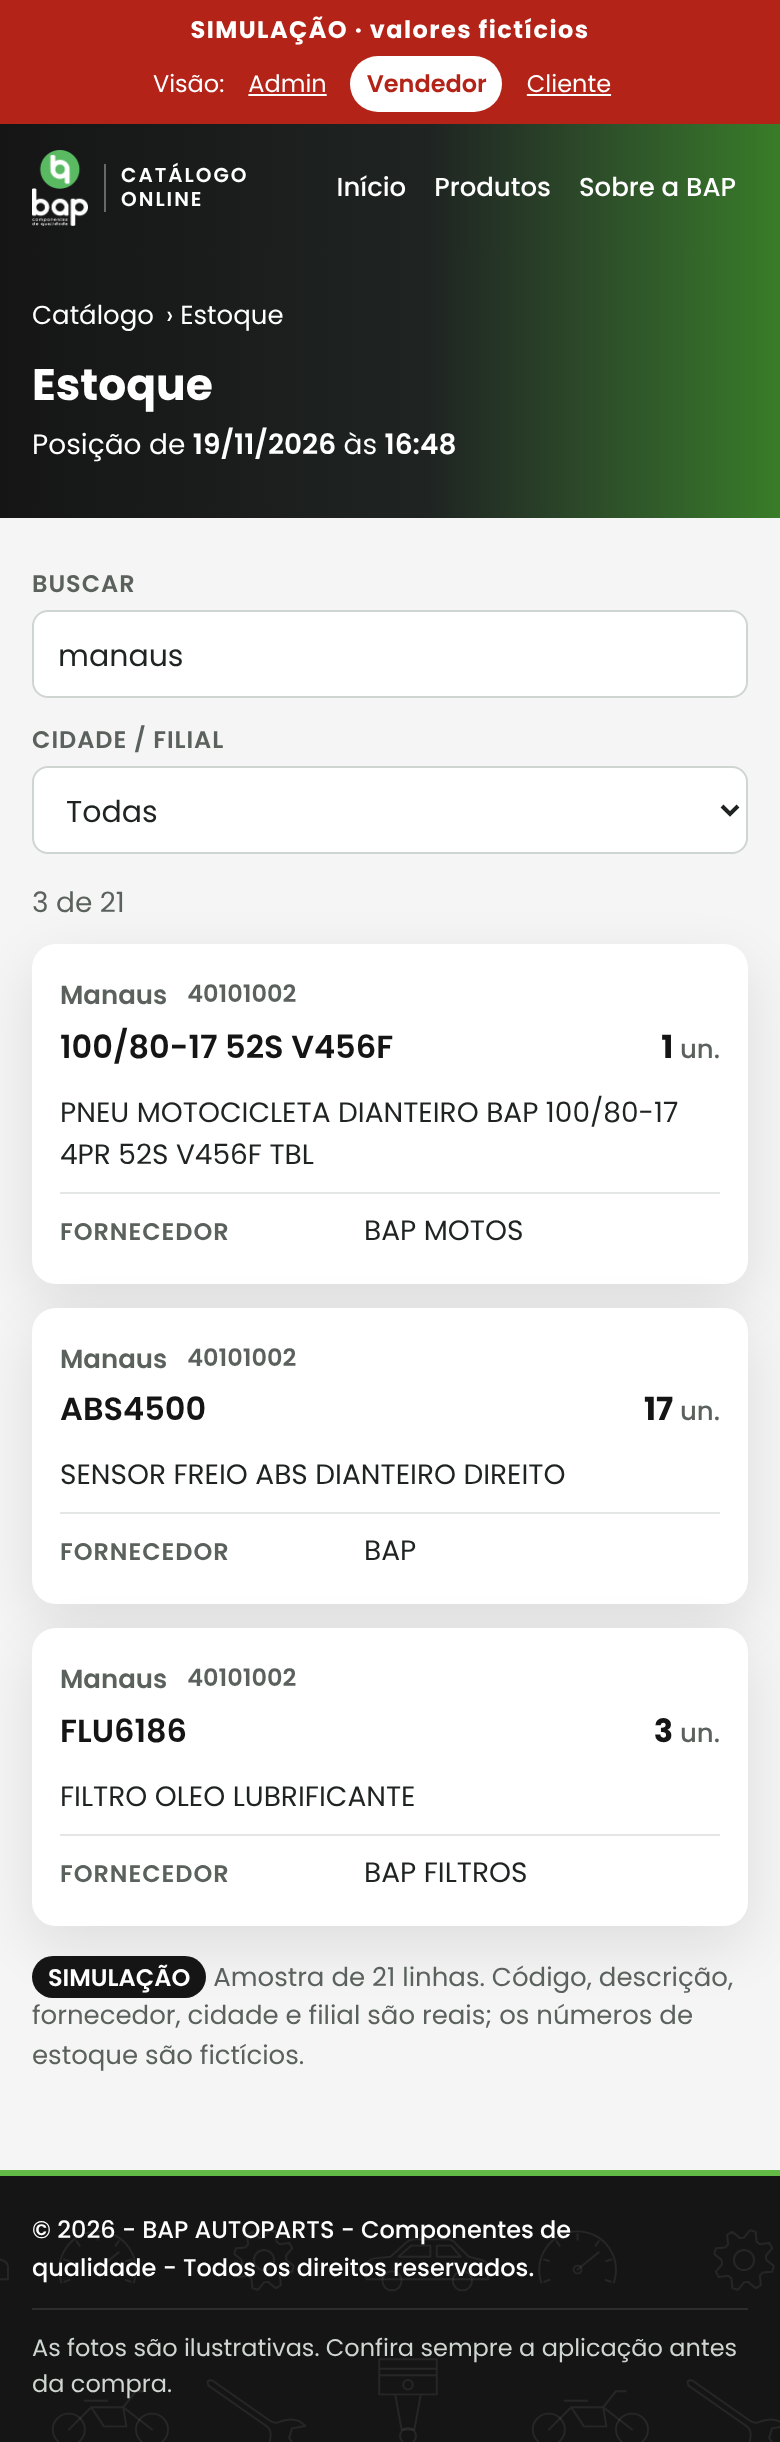 SIMULAÇÃO · valores fictícios
Visão: Admin Vendedor Cliente
bap
componentes
de qualidade
CATÁLOGO
ONLINE
Início Produtos Sobre a BAP
Catálogo › Estoque
Estoque
Posição de 19/11/2026 às 16:48
BUSCAR
manaus
CIDADE / FILIAL
Todas
3 de 21
Manaus 40101002
100/80-17 52S V456F 1 un.
PNEU MOTOCICLETA DIANTEIRO BAP 100/80-17
4PR 52S V456F TBL
FORNECEDOR BAP MOTOS
Manaus 40101002
ABS4500 17 un.
SENSOR FREIO ABS DIANTEIRO DIREITO
FORNECEDOR BAP
Manaus 40101002
FLU6186 3 un.
FILTRO OLEO LUBRIFICANTE
FORNECEDOR BAP FILTROS
SIMULAÇÃO Amostra de 21 linhas. Código, descrição,
fornecedor, cidade e filial são reais; os números de
estoque são fictícios.
© 2026 - BAP AUTOPARTS - Componentes de
qualidade - Todos os direitos reservados.
As fotos são ilustrativas. Confira sempre a aplicação antes
da compra.